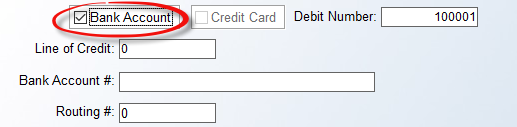 Bank Account Credit Card Debit Number: 100001
Line of Credit: 0
Bank Account #:
Routing #: 0